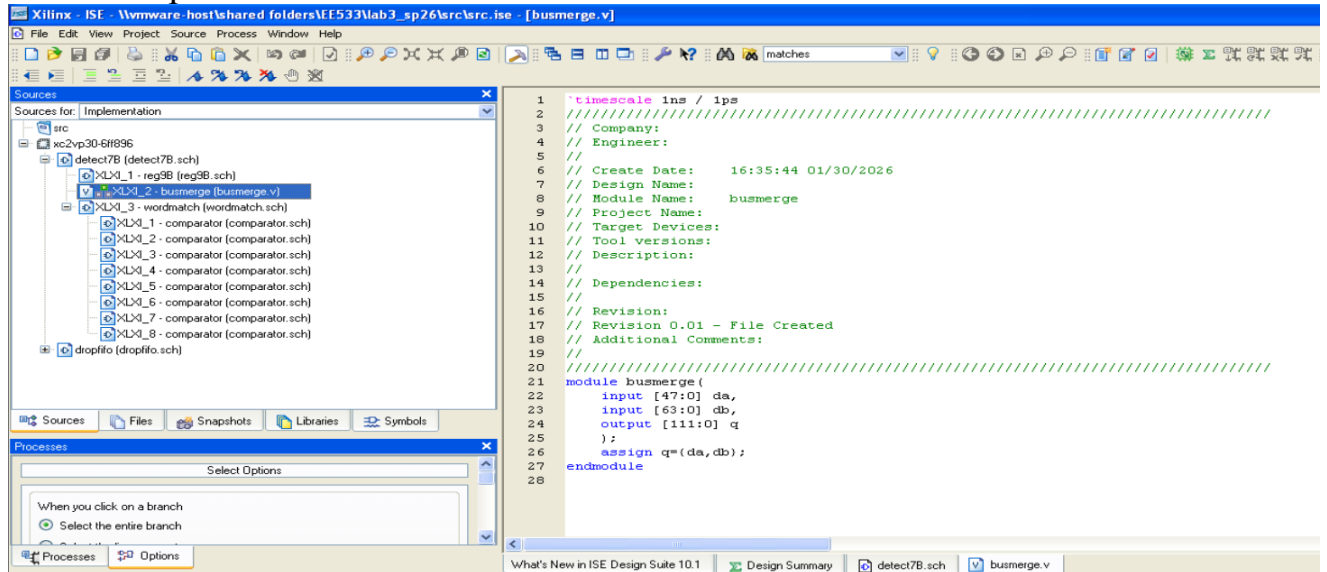 Xilinx - ISE - \\vmware-host\shared folders\EE533\lab3_sp26\src\src.ise - [busmerge.v]
File Edit View Project Source Process Window Help
matches
Sources
Sources for: Implementation
src
xc2vp30-6ff896
detect7B (detect7B.sch)
XLXI_1 - reg9B (reg9B.sch)
XLXI_2 - busmerge (busmerge.v)
XLXI_3 - wordmatch (wordmatch.sch)
XLXI_1 - comparator (comparator.sch)
XLXI_2 - comparator (comparator.sch)
XLXI_3 - comparator (comparator.sch)
XLXI_4 - comparator (comparator.sch)
XLXI_5 - comparator (comparator.sch)
XLXI_6 - comparator (comparator.sch)
XLXI_7 - comparator (comparator.sch)
XLXI_8 - comparator (comparator.sch)
dropfifo (dropfifo.sch)
Sources Files Snapshots Libraries Symbols
Processes
Select Options
When you click on a branch
Select the entire branch
Processes Options
1 `timescale 1ns / 1ps
2 //////////////////////////////////////////////////////////////////////////////////
3 // Company:
4 // Engineer:
5 //
6 // Create Date: 16:35:44 01/30/2026
7 // Design Name:
8 // Module Name: busmerge
9 // Project Name:
10 // Target Devices:
11 // Tool versions:
12 // Description:
13 //
14 // Dependencies:
15 //
16 // Revision:
17 // Revision 0.01 - File Created
18 // Additional Comments:
19 //
20 //////////////////////////////////////////////////////////////////////////////////
21 module busmerge(
22 input [47:0] da,
23 input [63:0] db,
24 output [111:0] q
25 );
26 assign q={da,db};
27 endmodule
28
What's New in ISE Design Suite 10.1 Design Summary detect7B.sch busmerge.v